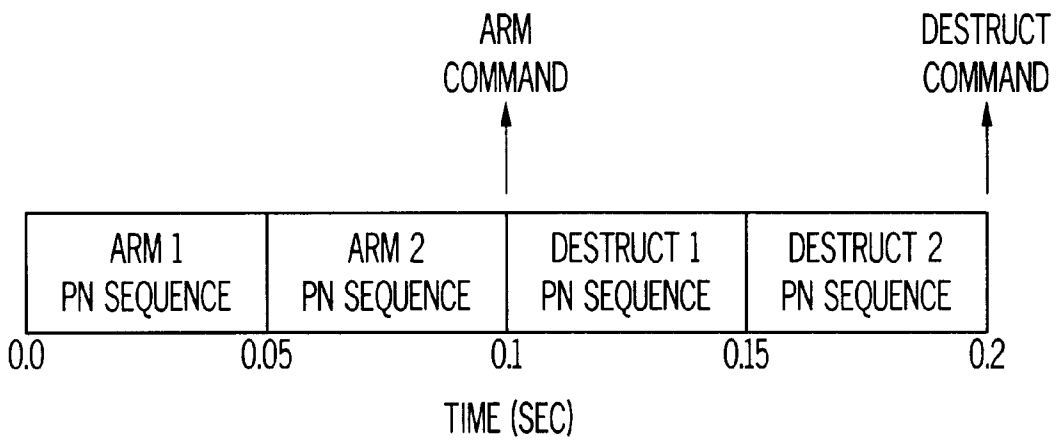 ARM
COMMAND
DESTRUCT
COMMAND
ARM 1
PN SEQUENCE
ARM 2
PN SEQUENCE
DESTRUCT 1
PN SEQUENCE
DESTRUCT 2
PN SEQUENCE
0.0 0.05 0.1 0.15 0.2
TIME (SEC)